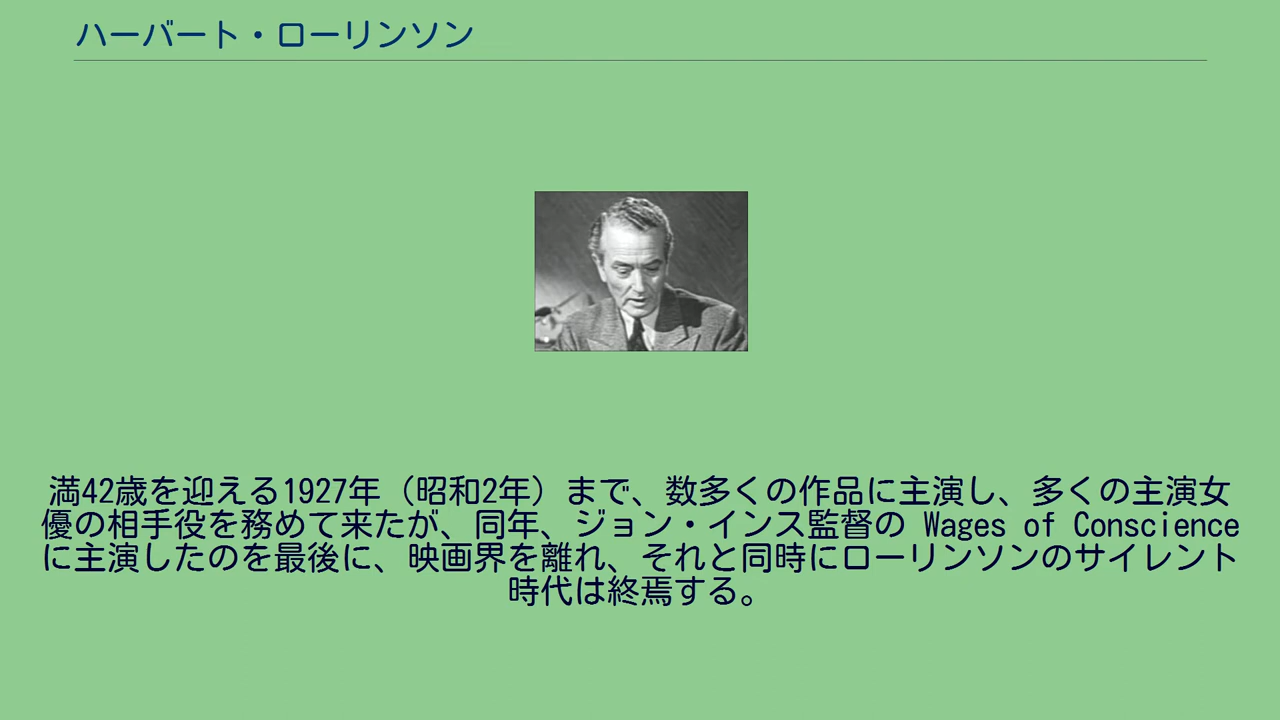 ハーバート・ローリンソン
満42歳を迎える1927年（昭和2年）まで、数多くの作品に主演し、多くの主演女
優の相手役を務めて来たが、同年、ジョン・インス監督の Wages of Conscience
に主演したのを最後に、映画界を離れ、それと同時にローリンソンのサイレント
時代は終焉する。